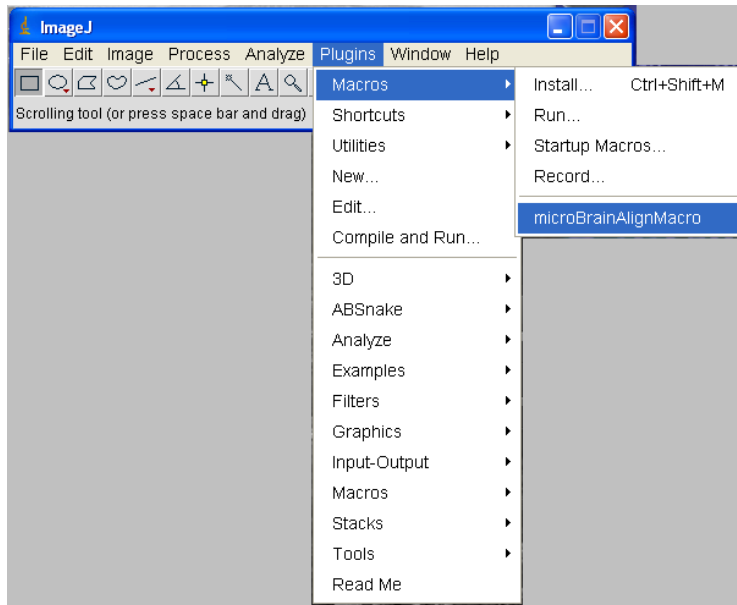 ImageJ
File Edit Image Process Analyze Plugins Window Help
A
Scrolling tool (or press space bar and drag)
Macros
Shortcuts
Utilities
New...
Edit...
Compile and Run...
3D
ABSnake
Analyze
Examples
Filters
Graphics
Input-Output
Macros
Stacks
Tools
Read Me
Install... Ctrl+Shift+M
Run...
Startup Macros...
Record...
microBrainAlignMacro